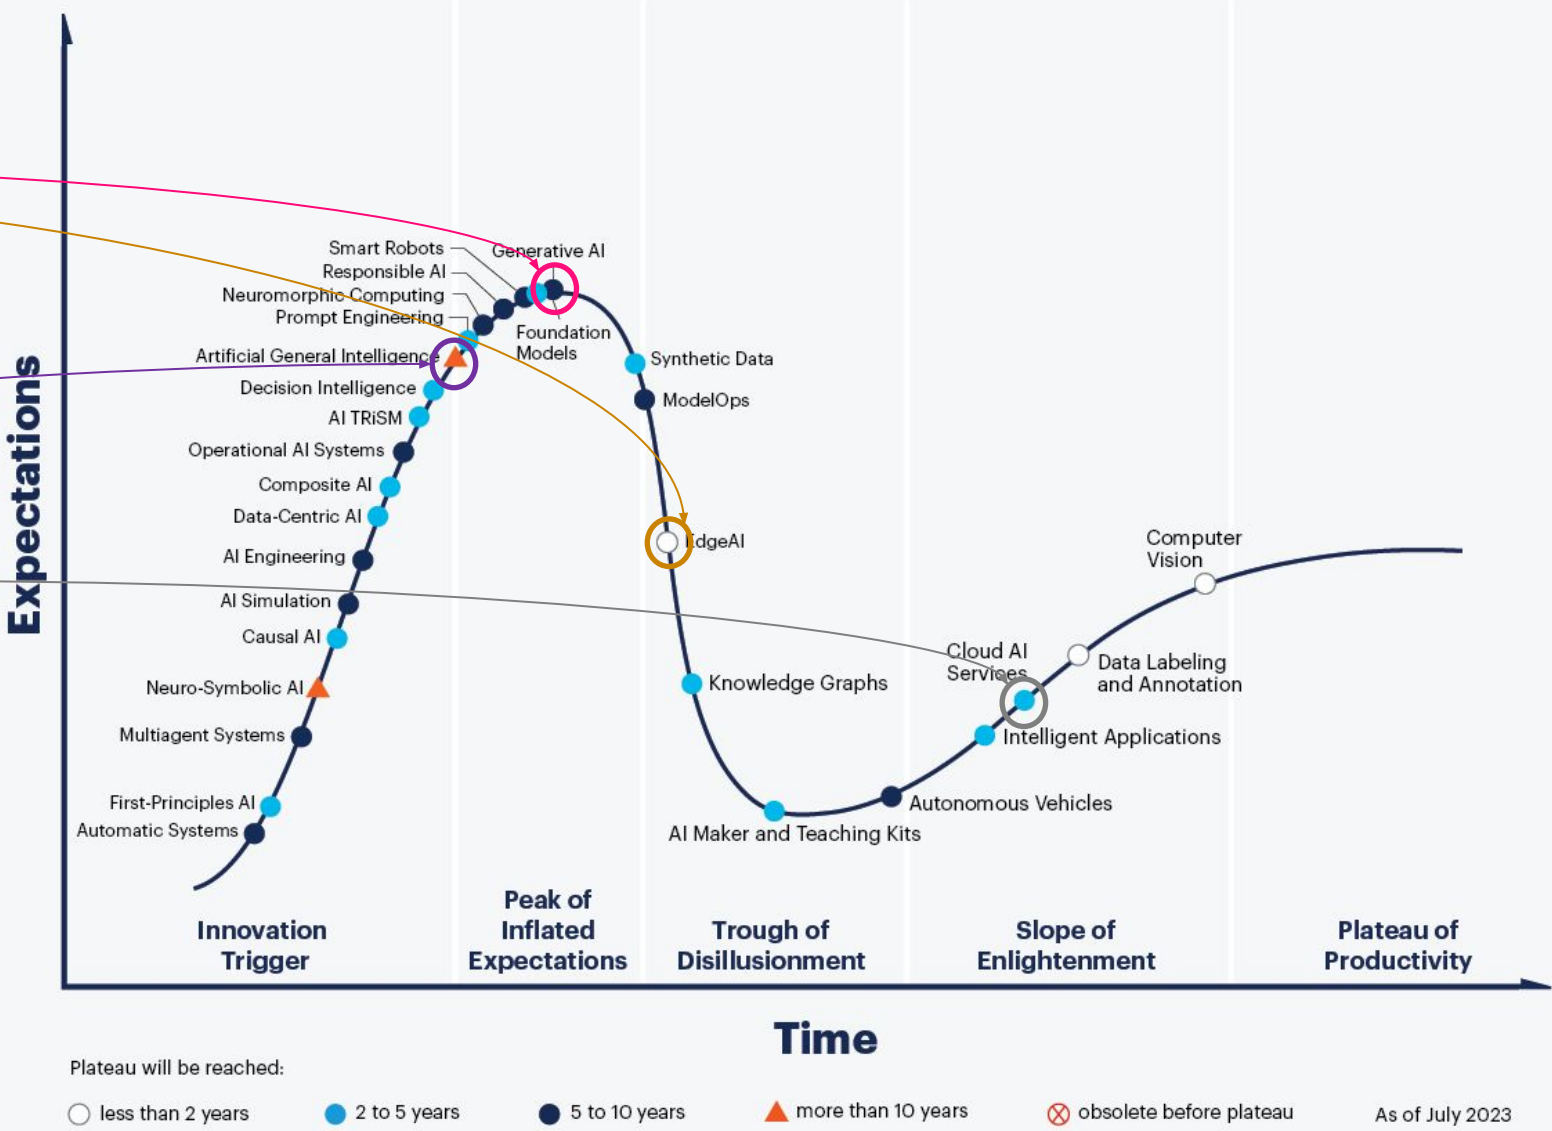 Expectations
Smart Robots
Responsible AI
Neuromorphic Computing
Prompt Engineering
Artificial General Intelligence
Decision Intelligence
AI TRiSM
Operational AI Systems
Composite AI
Data-Centric AI
AI Engineering
AI Simulation
Causal AI
Neuro-Symbolic AI
Multiagent Systems
First-Principles AI
Automatic Systems
Generative AI
Foundation
Models
Synthetic Data
ModelOps
EdgeAI
Knowledge Graphs
AI Maker and Teaching Kits
Autonomous Vehicles
Intelligent Applications
Cloud AI
Services
Data Labeling
and Annotation
Computer
Vision
Innovation
Trigger
Peak of
Inflated
Expectations
Trough of
Disillusionment
Slope of
Enlightenment
Plateau of
Productivity
Time
Plateau will be reached:
less than 2 years
2 to 5 years
5 to 10 years
more than 10 years
obsolete before plateau
As of July 2023